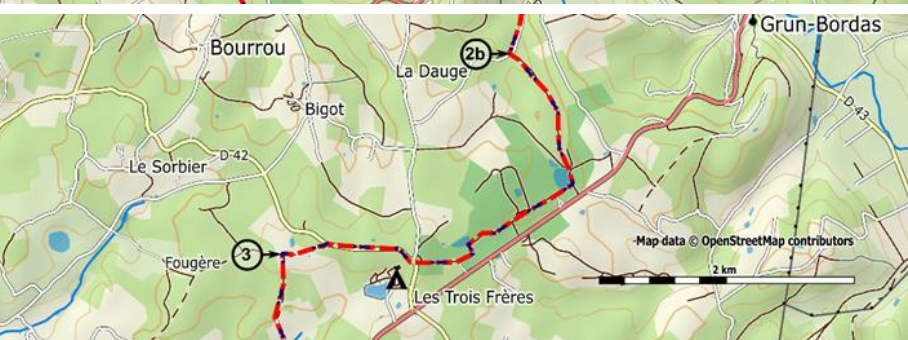 Grun-Bordas
Bourrou
2b
La Dauge
Bigot
D-43
Le Sorbier
D-42
Map data © OpenStreetMap contributors
3
Fougère
2 km
Les Trois Frères